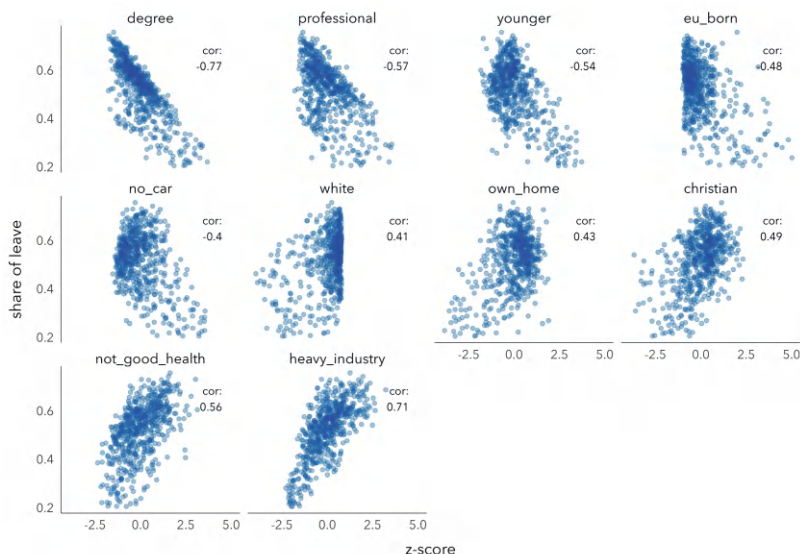 degree
professional
younger
eu_born
cor:
-0.77
cor:
-0.57
cor:
-0.54
cor:
-0.48
0.6
0.4
0.2
no_car
white
own_home
christian
cor:
-0.4
cor:
0.41
cor:
0.43
cor:
0.49
0.6
0.4
0.2
share of leave
-2.5 0.0 2.5 5.0
-2.5 0.0 2.5 5.0
not_good_health
heavy_industry
cor:
0.56
cor:
0.71
0.6
0.4
0.2
-2.5 0.0 2.5 5.0
-2.5 0.0 2.5 5.0
z-score